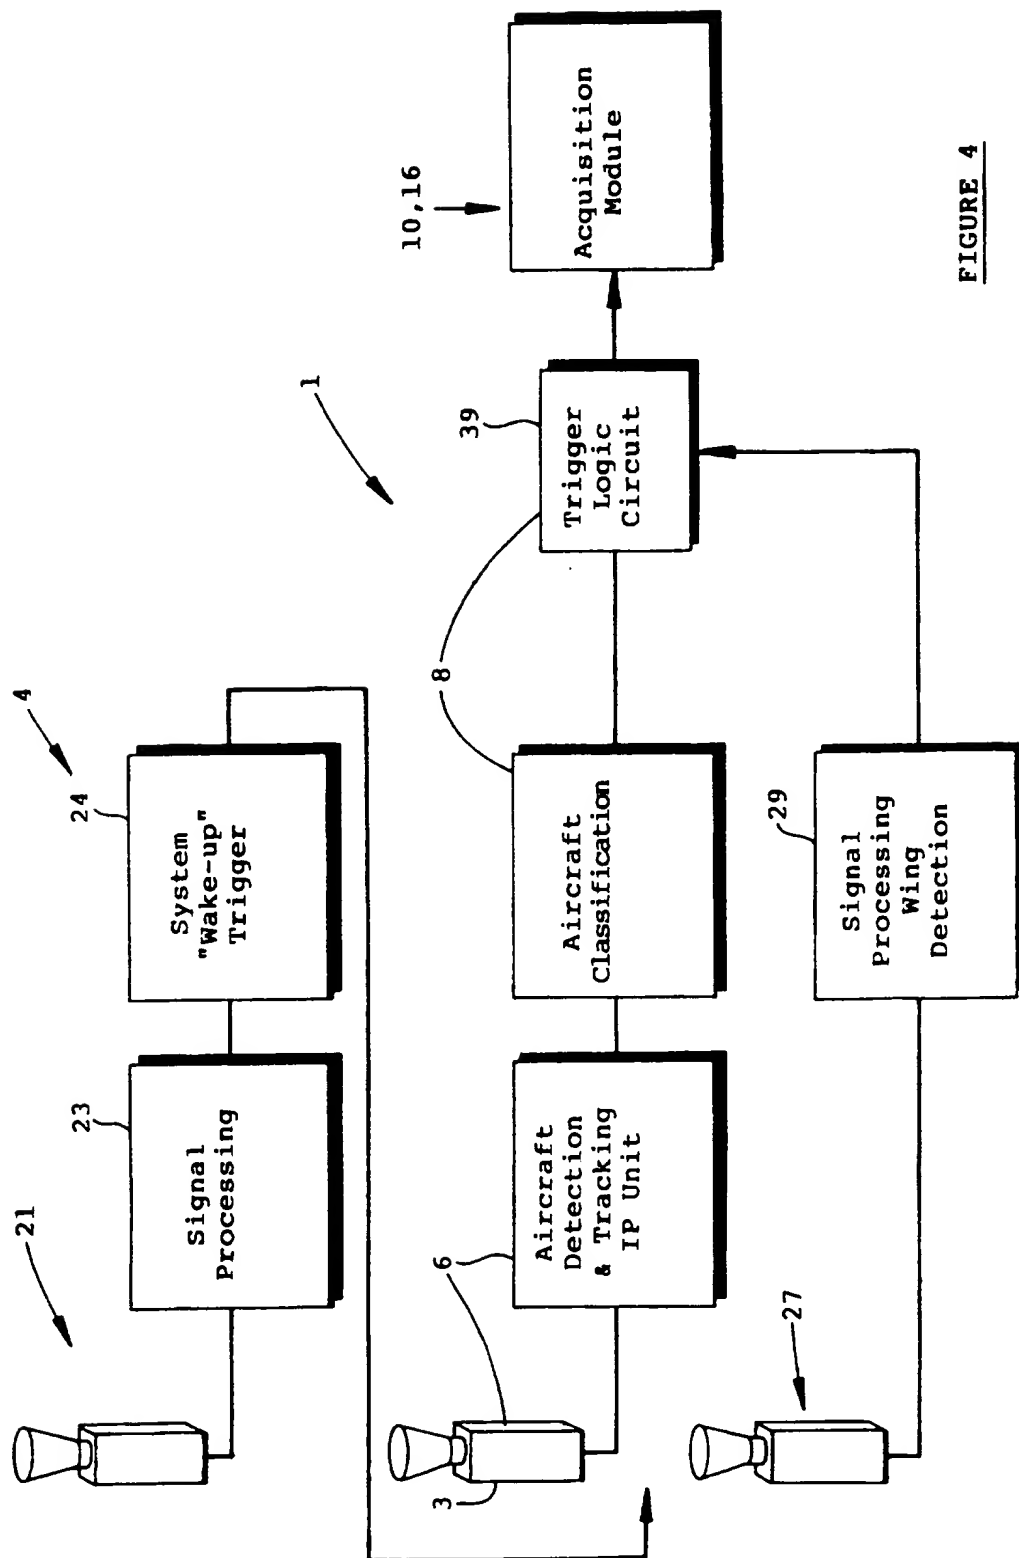 21
23
Signal
Processing
24
4
System
"Wake-up"
Trigger
3
6
Aircraft
Detection
& Tracking
IP Unit
8
Aircraft
Classification
1
39
Trigger
Logic
Circuit
10,16
Acquisition
Module
27
29
Signal
Processing
Wing
Detection
FIGURE 4